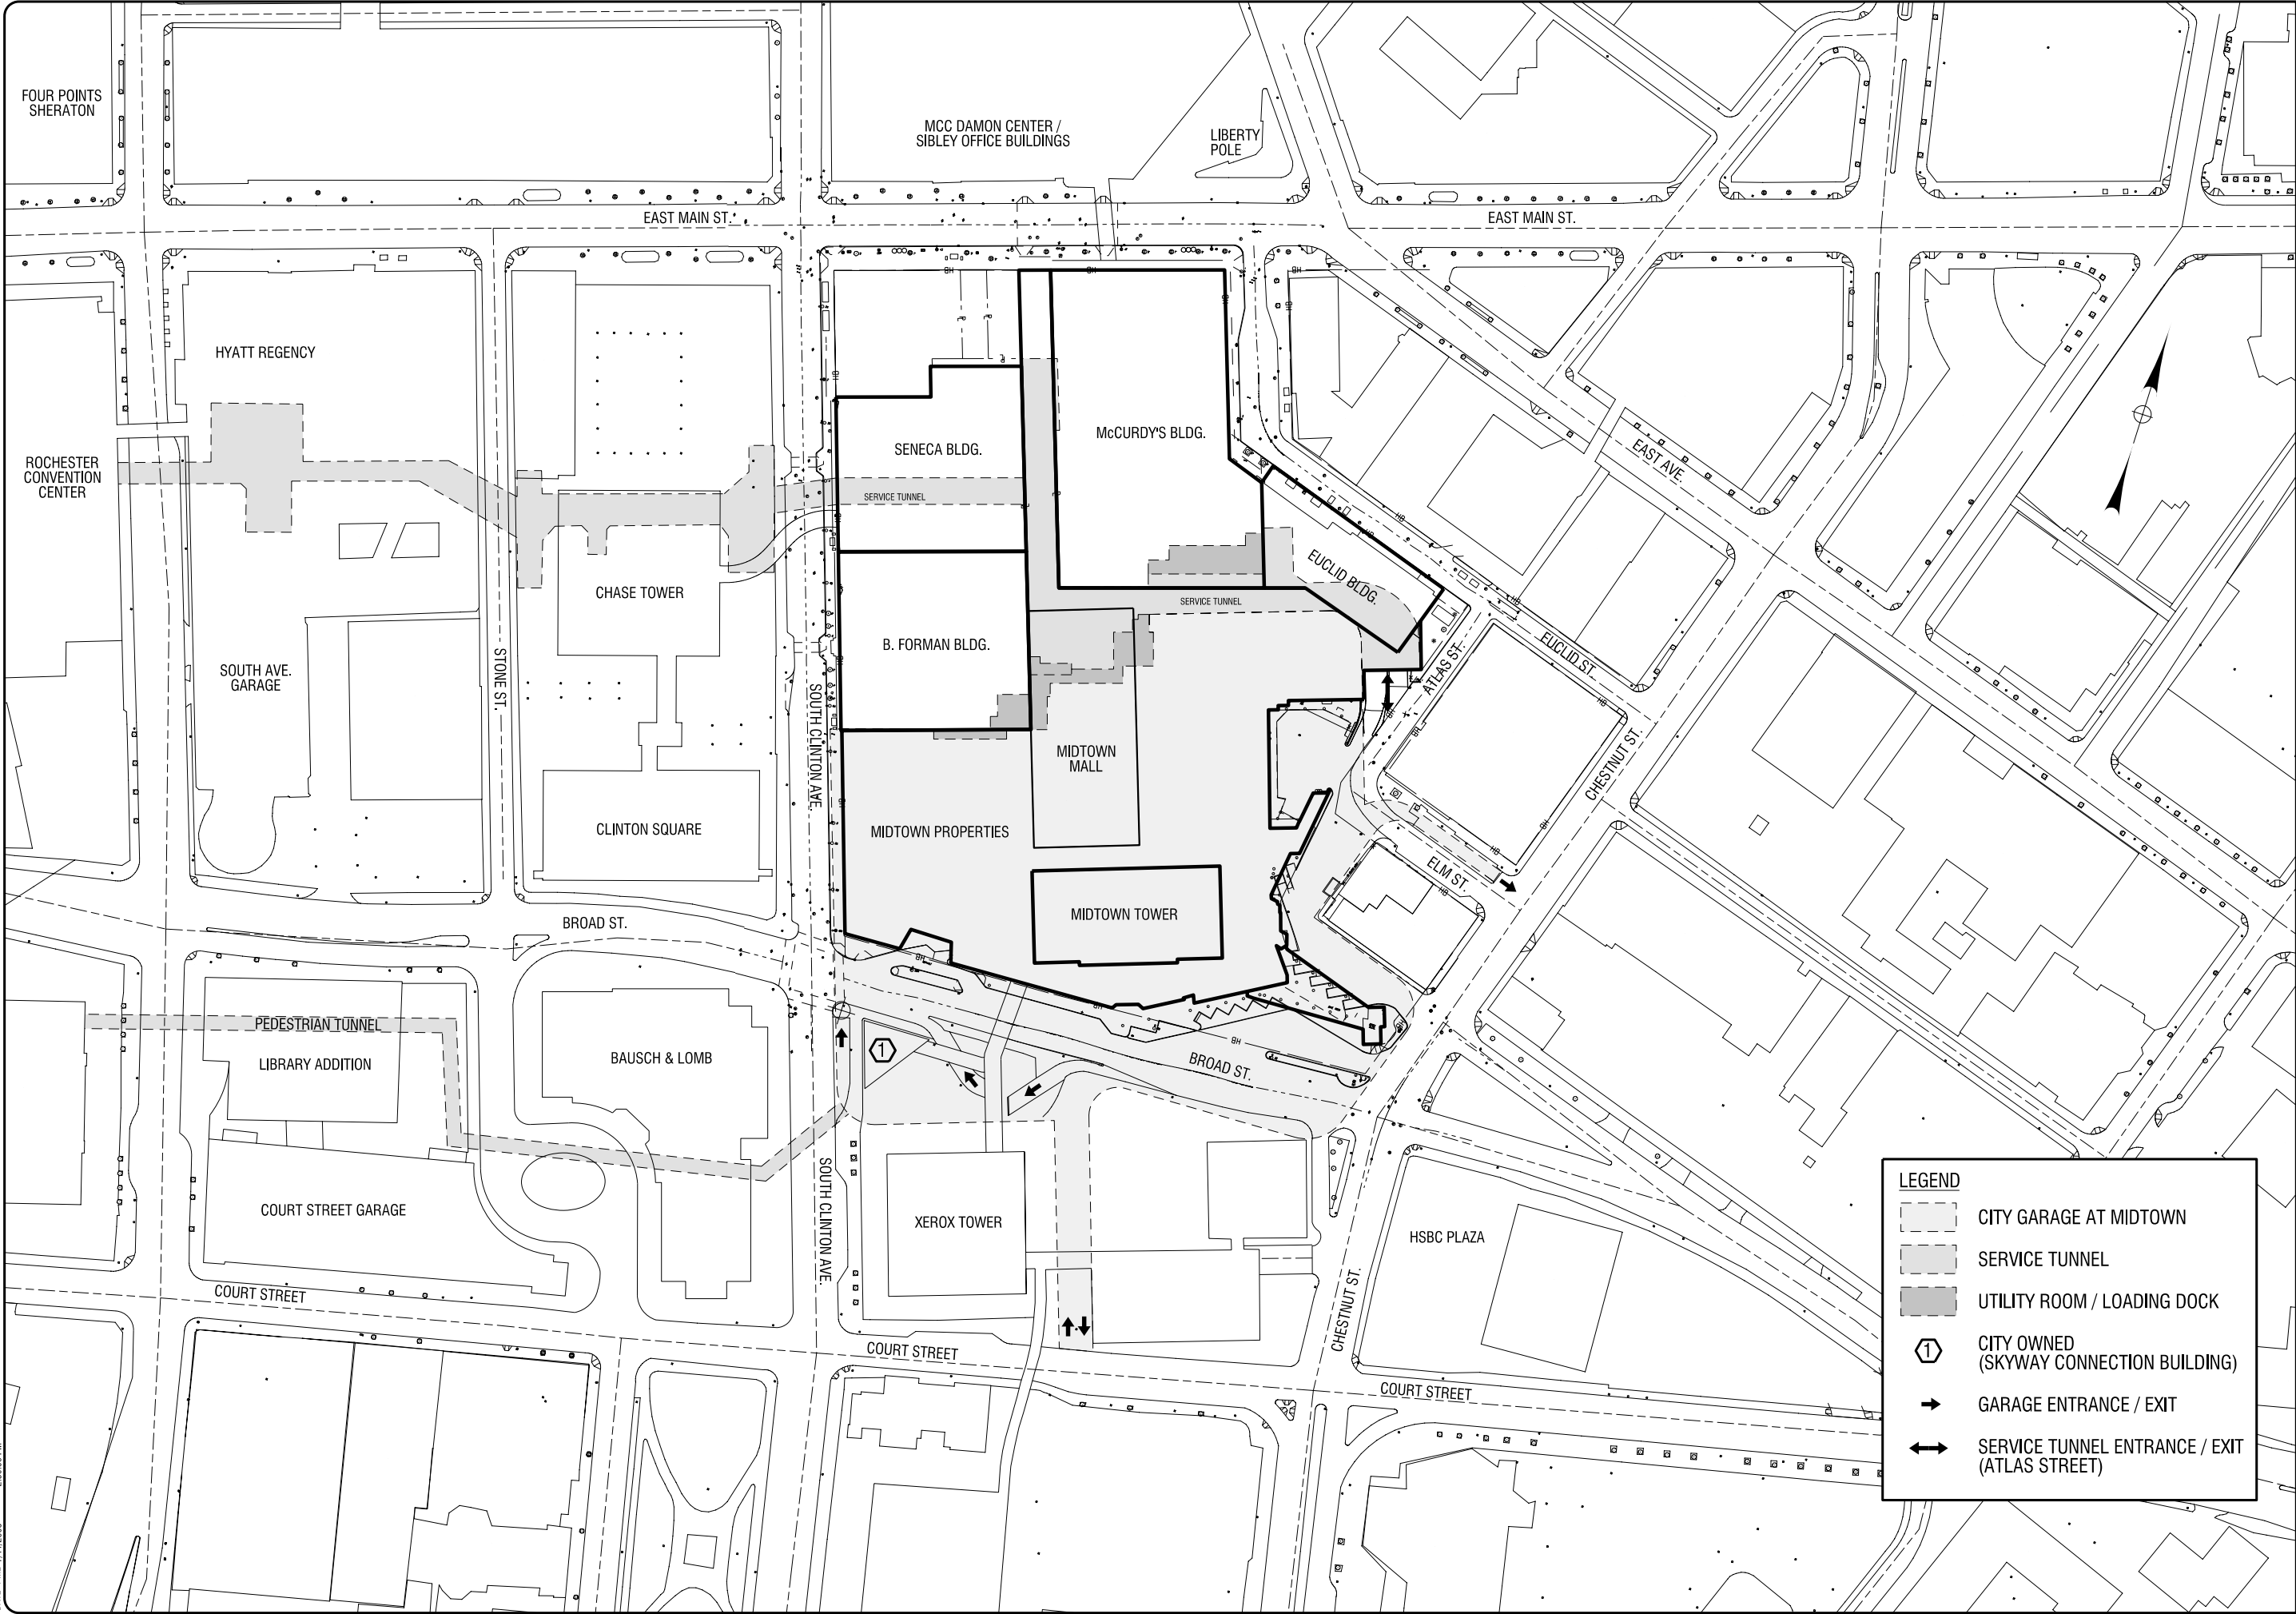 FOUR POINTS
SHERATON
MCC DAMON CENTER /
SIBLEY OFFICE BUILDINGS
LIBERTY
POLE
EAST MAIN ST.
EAST MAIN ST.
HYATT REGENCY
ROCHESTER
CONVENTION
CENTER
SENECA BLDG.
McCURDY'S BLDG.
EAST AVE.
SERVICE TUNNEL
EUCLID BLDG.
CHASE TOWER
SERVICE TUNNEL
B. FORMAN BLDG.
EUCLID ST.
ATLAS ST.
SOUTH AVE.
GARAGE
STONE ST.
SOUTH CLINTON AVE.
MIDTOWN
MALL
CHESTNUT ST.
CLINTON SQUARE
MIDTOWN PROPERTIES
ELM ST.
MIDTOWN TOWER
BROAD ST.
PEDESTRIAN TUNNEL
LIBRARY ADDITION
BAUSCH & LOMB
1
BROAD ST.
COURT STREET GARAGE
SOUTH CLINTON AVE.
XEROX TOWER
HSBC PLAZA
COURT STREET
CHESTNUT ST.
COURT STREET
COURT STREET
LEGEND
CITY GARAGE AT MIDTOWN
SERVICE TUNNEL
UTILITY ROOM / LOADING DOCK
1
CITY OWNED
(SKYWAY CONNECTION BUILDING)
GARAGE ENTRANCE / EXIT
SERVICE TUNNEL ENTRANCE / EXIT
(ATLAS STREET)